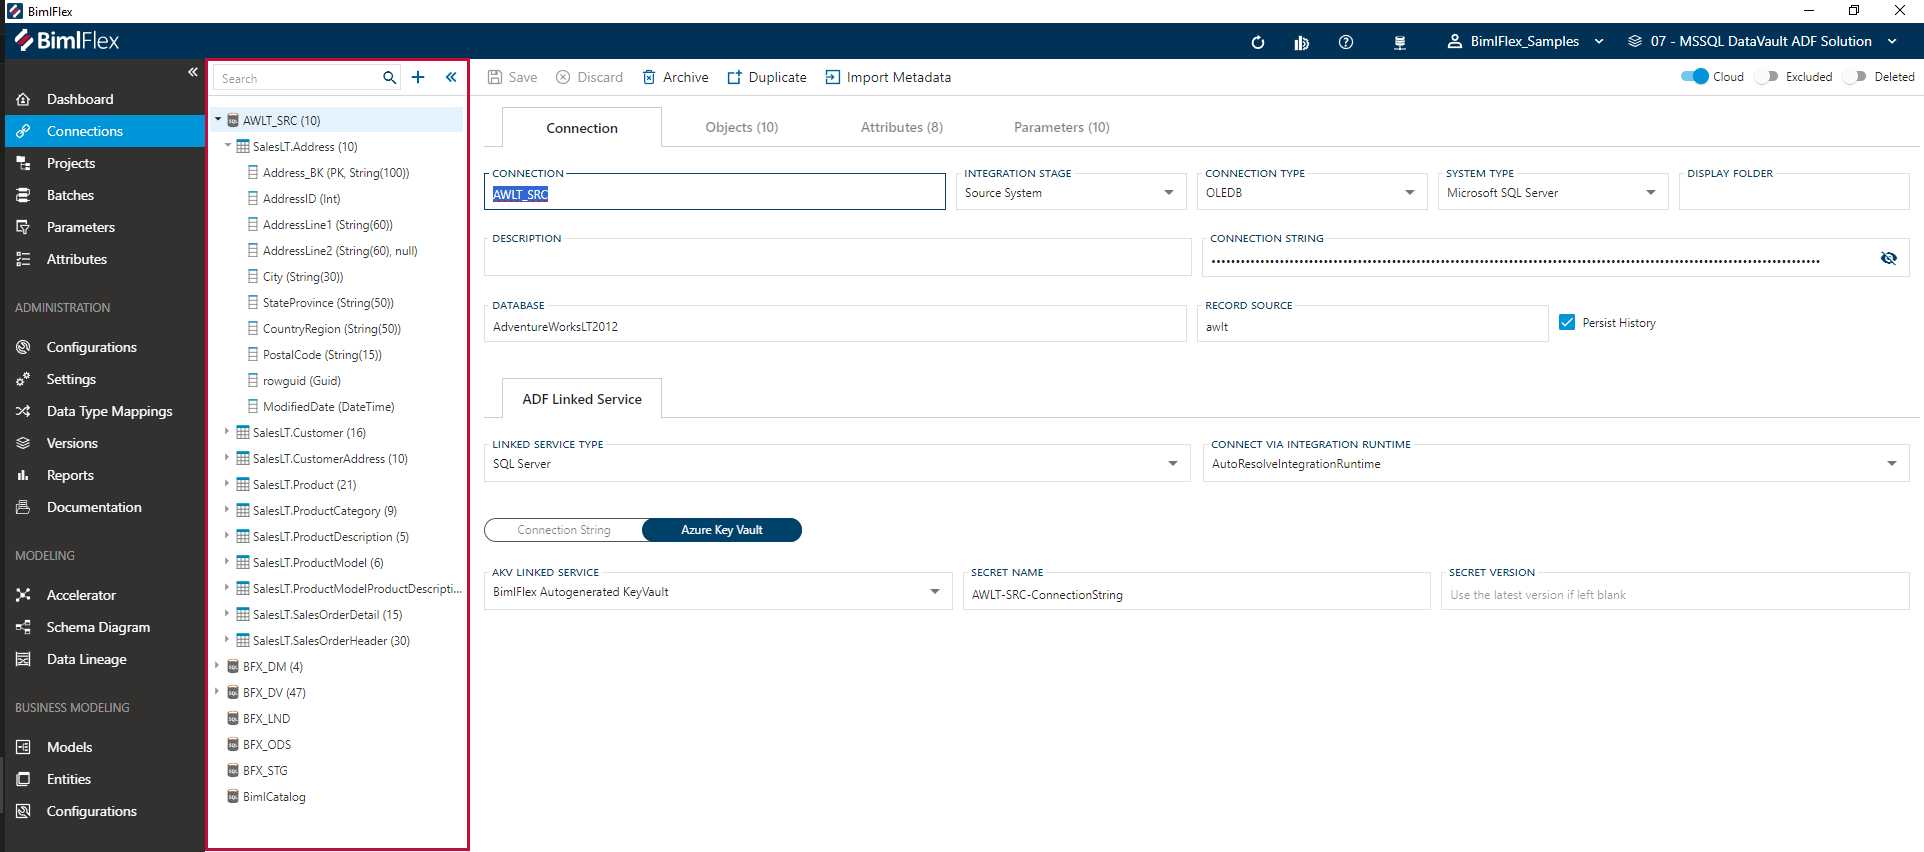 BimlFlex
BimlFlex
BimlFlex_Samples
07 - MSSQL DataVault ADF Solution
Dashboard
Connections
Projects
Batches
Parameters
Attributes
ADMINISTRATION
Configurations
Settings
Data Type Mappings
Versions
Reports
Documentation
MODELING
Accelerator
Schema Diagram
Data Lineage
BUSINESS MODELING
Models
Entities
Configurations
Search
AWLT_SRC (10)
SalesLT.Address (10)
Address_BK (PK, String(100))
AddressID (Int)
AddressLine1 (String(60))
AddressLine2 (String(60), null)
City (String(30))
StateProvince (String(50))
CountryRegion (String(50))
PostalCode (String(15))
rowguid (Guid)
ModifiedDate (DateTime)
SalesLT.Customer (16)
SalesLT.CustomerAddress (10)
SalesLT.Product (21)
SalesLT.ProductCategory (9)
SalesLT.ProductDescription (5)
SalesLT.ProductModel (6)
SalesLT.ProductModelProductDescripti...
SalesLT.SalesOrderDetail (15)
SalesLT.SalesOrderHeader (30)
BFX_DM (4)
BFX_DV (47)
BFX_LND
BFX_ODS
BFX_STG
BimlCatalog
Save Discard Archive Duplicate Import Metadata
Cloud Excluded Deleted
Connection Objects (10) Attributes (8) Parameters (10)
CONNECTION
AWLT_SRC
INTEGRATION STAGE
Source System
CONNECTION TYPE
OLEDB
SYSTEM TYPE
Microsoft SQL Server
DISPLAY FOLDER
DESCRIPTION
CONNECTION STRING
DATABASE
AdventureWorksLT2012
RECORD SOURCE
awlt
Persist History
ADF Linked Service
LINKED SERVICE TYPE
SQL Server
CONNECT VIA INTEGRATION RUNTIME
AutoResolveIntegrationRuntime
Connection String Azure Key Vault
AKV LINKED SERVICE
BimlFlex Autogenerated KeyVault
SECRET NAME
AWLT-SRC-ConnectionString
SECRET VERSION
Use the latest version if left blank